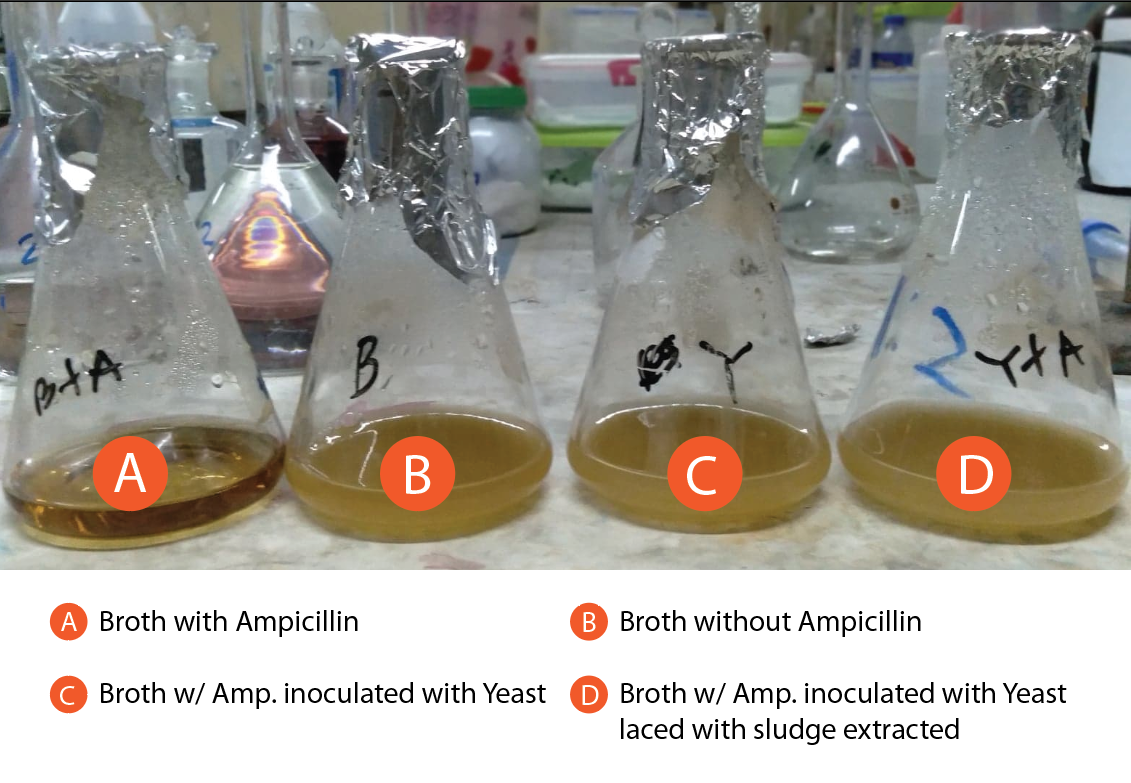 B+A
B
Y
2 Y+A
A
B
C
D
A Broth with Ampicillin
B Broth without Ampicillin
C Broth w/ Amp. inoculated with Yeast
D Broth w/ Amp. inoculated with Yeast
laced with sludge extracted